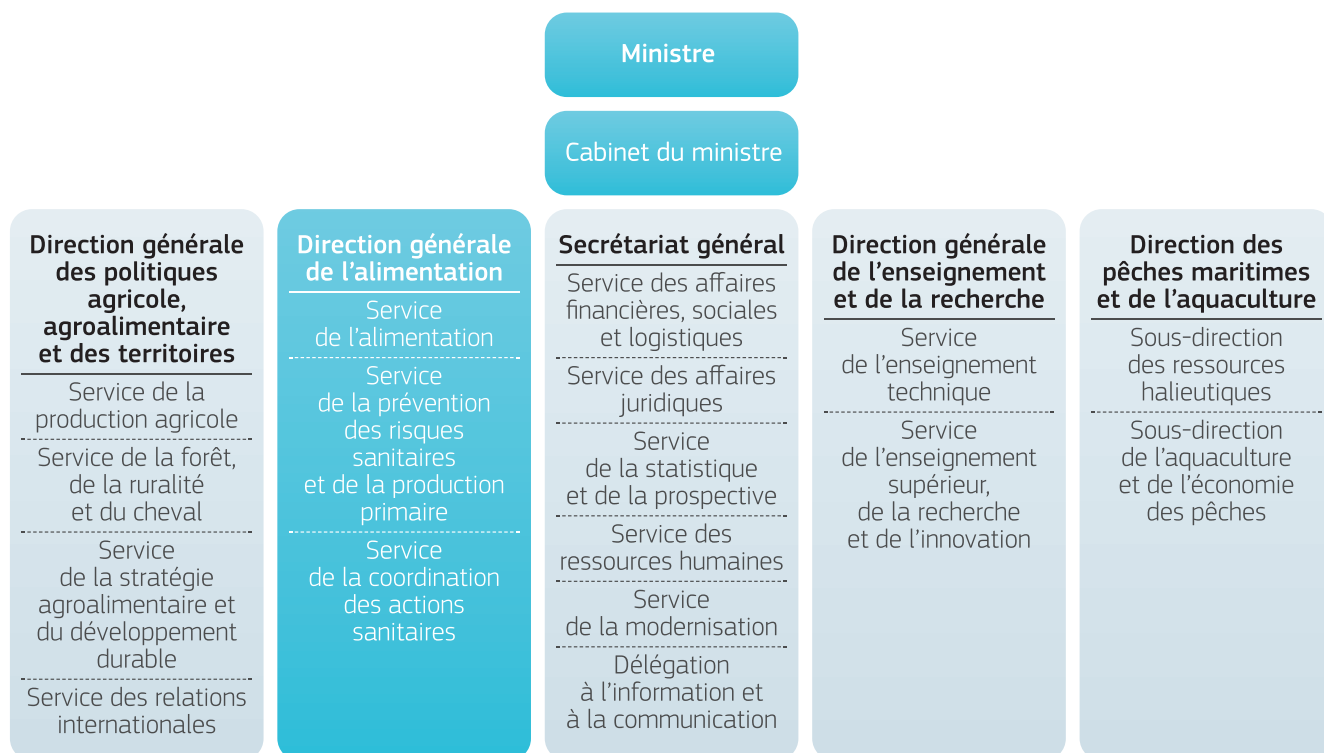 Ministre
Cabinet du ministre
Direction générale
des politiques
agricole,
agroalimentaire
et des territoires
Service de la
production agricole
Service de la forêt,
de la ruralité
et du cheval
Service
de la stratégie
agroalimentaire et
du développement
durable
Service des relations
internationales
Direction générale
de l'alimentation
Service
de l'alimentation
Service
de la prévention
des risques
sanitaires
et de la production
primaire
Service
de la coordination
des actions
sanitaires
Secrétariat général
Service des affaires
financières, sociales
et logistiques
Service des affaires
juridiques
Service
de la statistique
et de la prospective
Service des
ressources humaines
Service
de la modernisation
Délégation
à l'information et
à la communication
Direction générale
de l'enseignement
et de la recherche
Service
de l'enseignement
technique
Service
de l'enseignement
supérieur,
de la recherche
et de l'innovation
Direction des
pêches maritimes
et de l'aquaculture
Sous-direction
des ressources
halieutiques
Sous-direction
de l'aquaculture
et de l'économie
des pêches